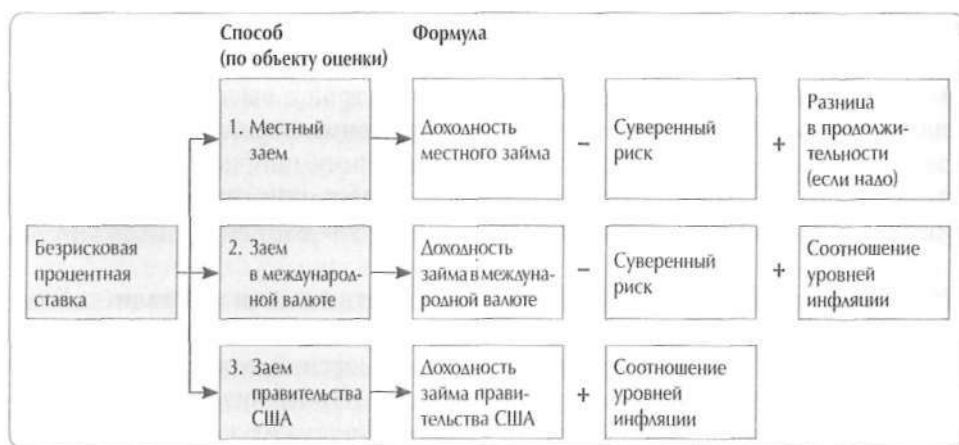 Способ
(по объекту оценки)
Формула
1. Местный
заем
Доходность
местного займа
–
Суверенный
риск
+
Разница
в продолжи-
тельности
(если надо)
Безрисковая
процентная
ставка
2. Заем
в международ-
ной валюте
Доходность
займа в междуна-
родной валюте
–
Суверенный
риск
+
Соотношение
уровней
инфляции
3. Заем
правительства
США
Доходность
займа прави-
тельства США
+
Соотношение
уровней
инфляции